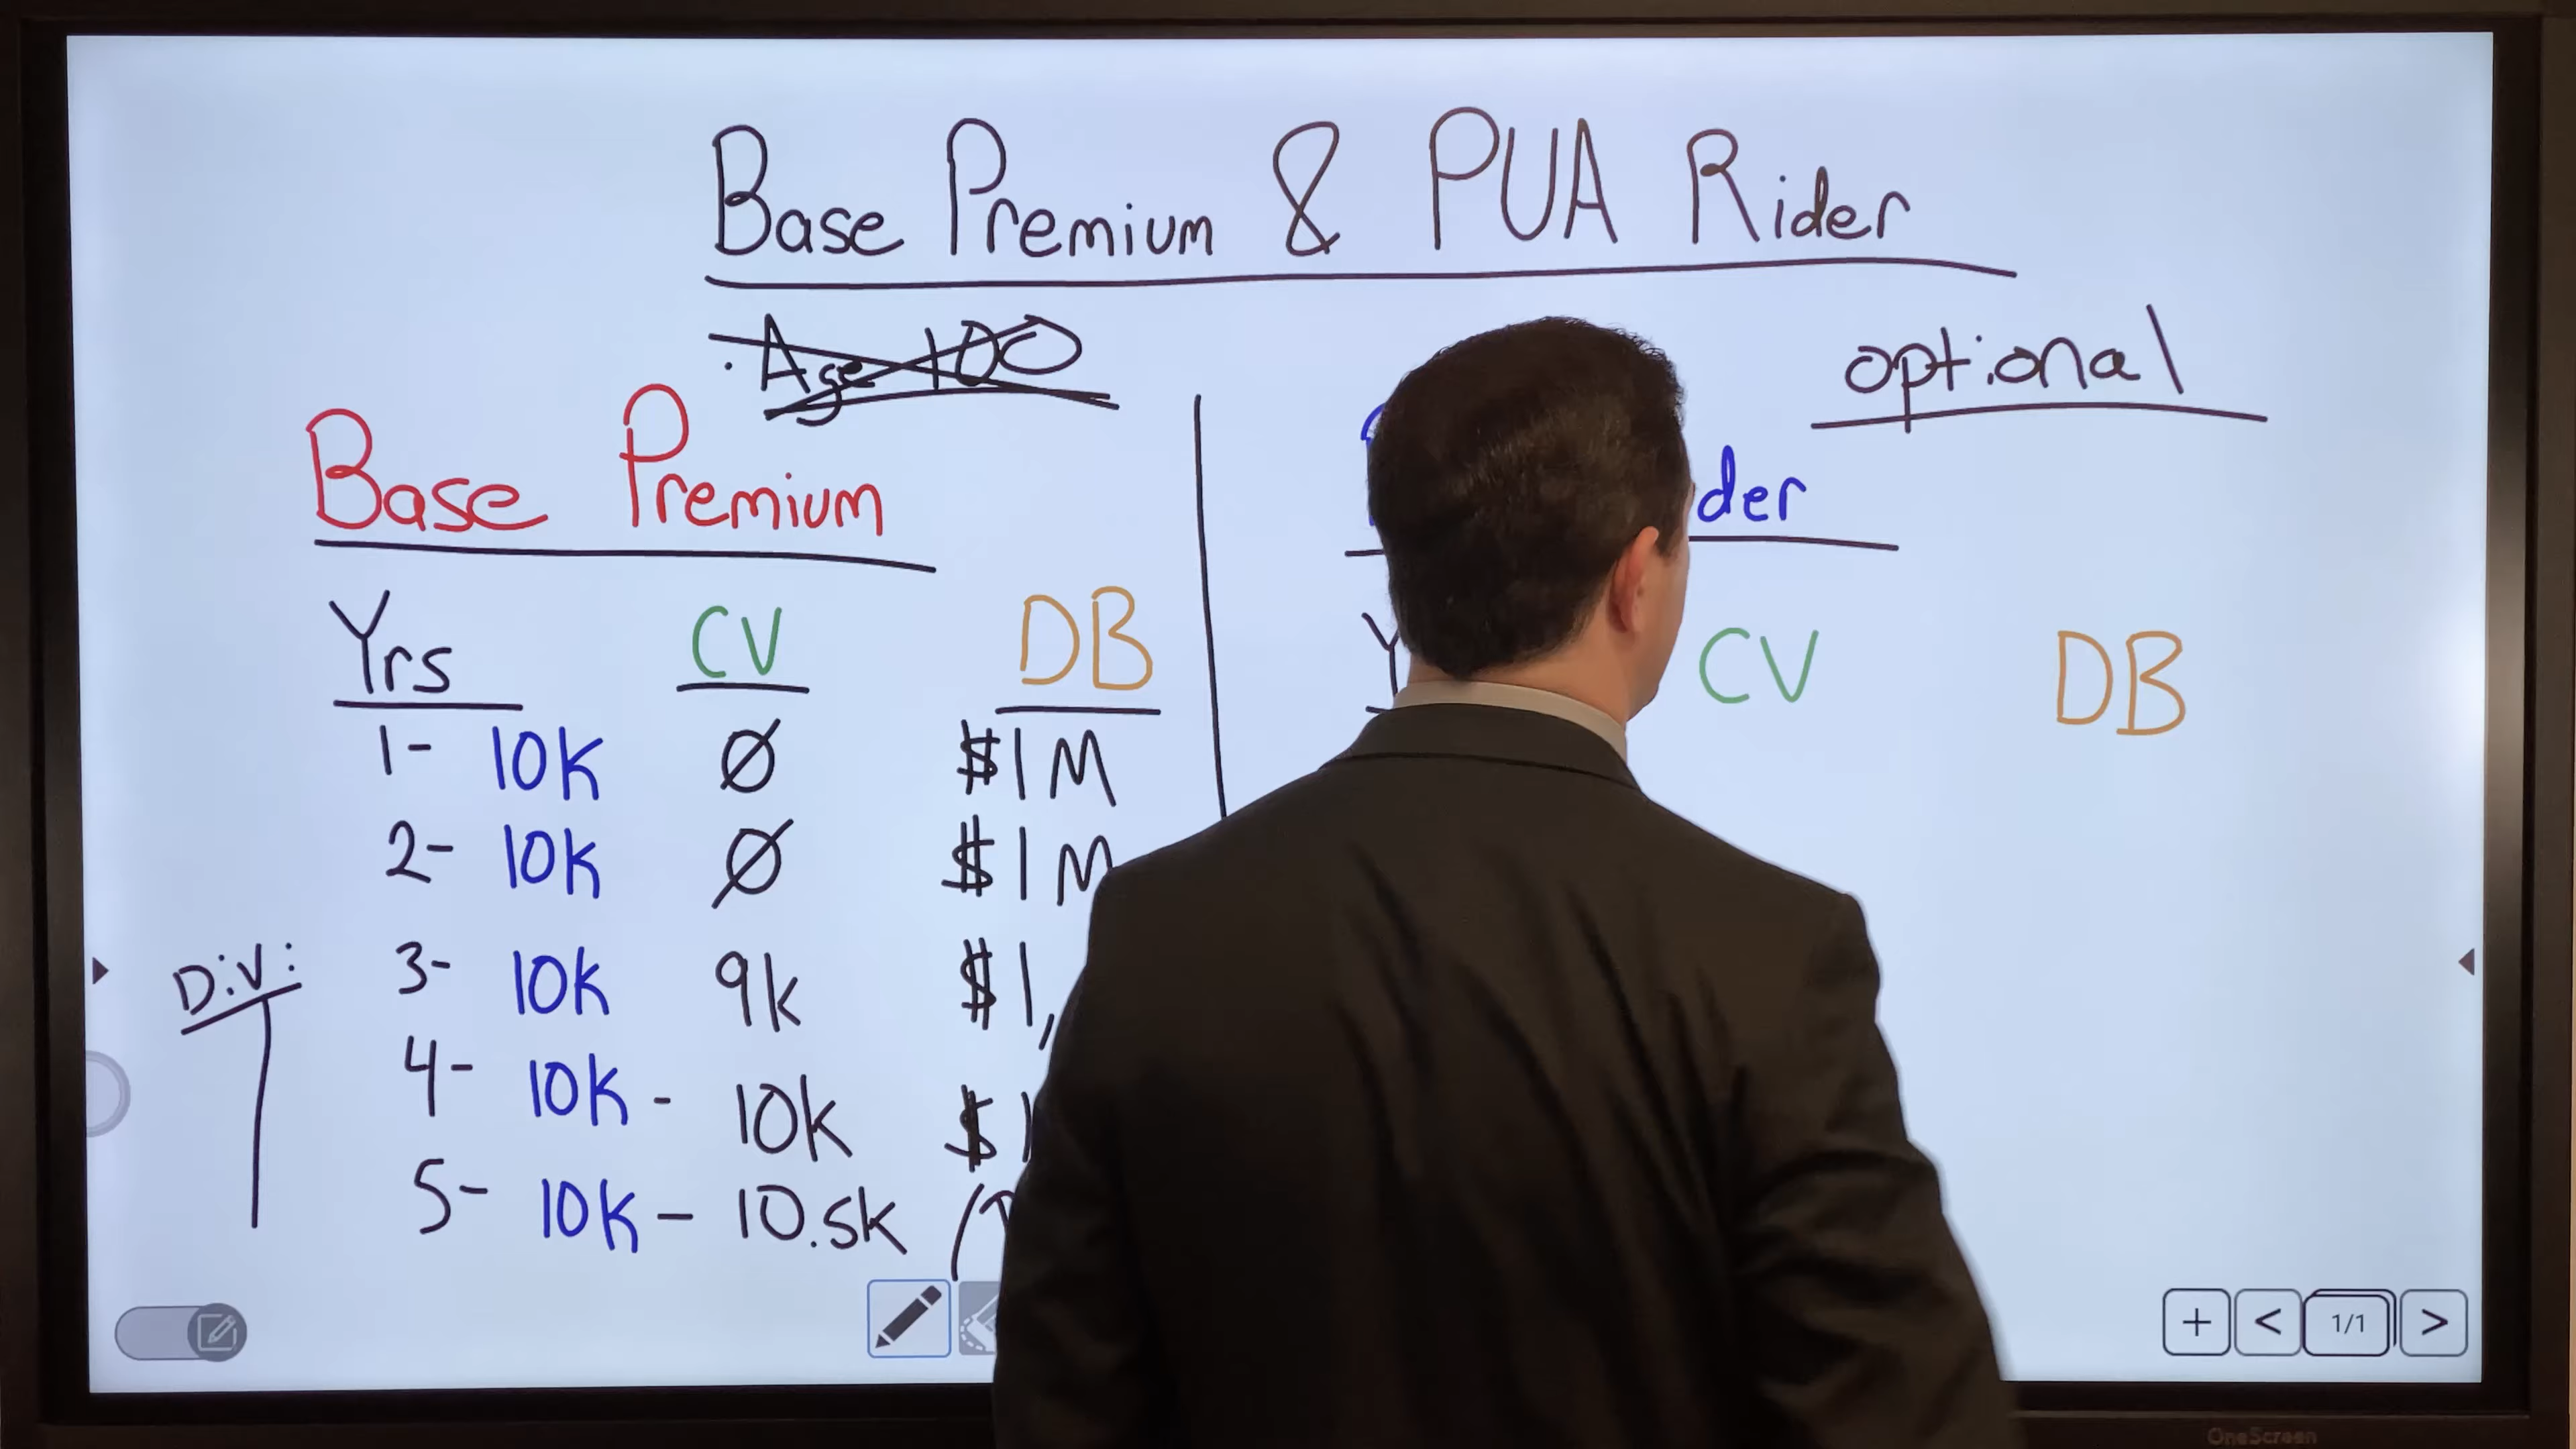 Base Premium & PUA Rider
Age 100
optional
Base Premium
der
Yrs CV DB
CV DB
1- 10K Ø $1M
2- 10K Ø $1M
Div:
3- 10K 9k $1,
4- 10K - 10k $1
5- 10K - 10.5k
1/1
OneScreen